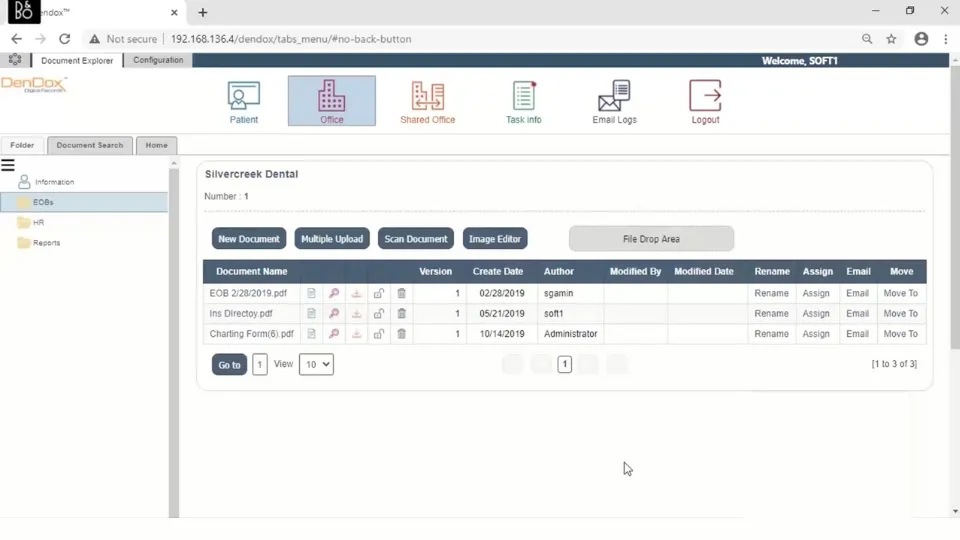 B&
BO
endox™
Not secure 192.168.136.4/dendox/tabs_menu/#no-back-button
Document Explorer Configuration Welcome, SOFT1
DenDox™
Patient Office Shared Office Task info Email Logs Logout
Folder Document Search Home
Information
EOBs
HR
Reports
Silvercreek Dental
Number : 1
New Document Multiple Upload Scan Document Image Editor File Drop Area
Document Name Version Create Date Author Modified By Modified Date Rename Assign Email Move
EOB 2/28/2019.pdf 1 02/28/2019 sgamin Rename Assign Email Move To
Ins Directoy.pdf 1 05/21/2019 soft1 Rename Assign Email Move To
Charting Form(6).pdf 1 10/14/2019 Administrator Rename Assign Email Move To
Go to 1 View 10 1 [1 to 3 of 3]